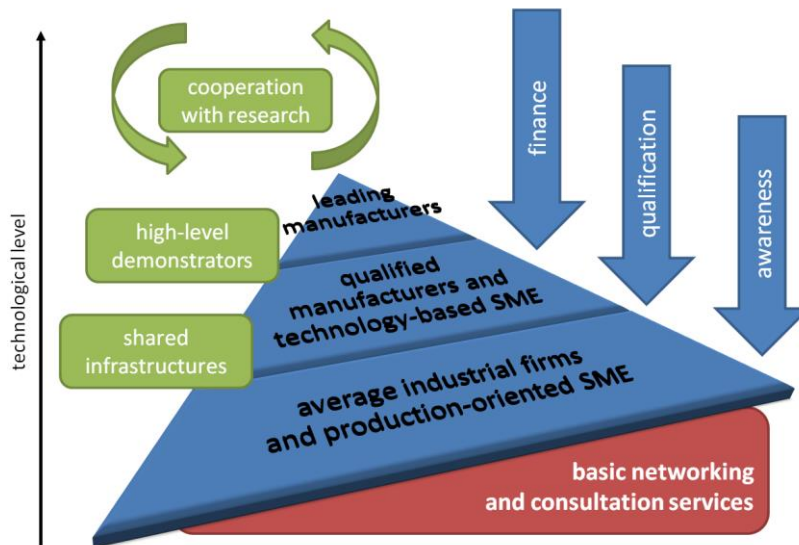 cooperation
with research
finance
qualification
awareness
leading
manufacturers
high-level
demonstrators
qualified
manufacturers and
technology-based SME
shared
infrastructures
average industrial firms
and production-oriented SME
basic networking
and consultation services
technological level